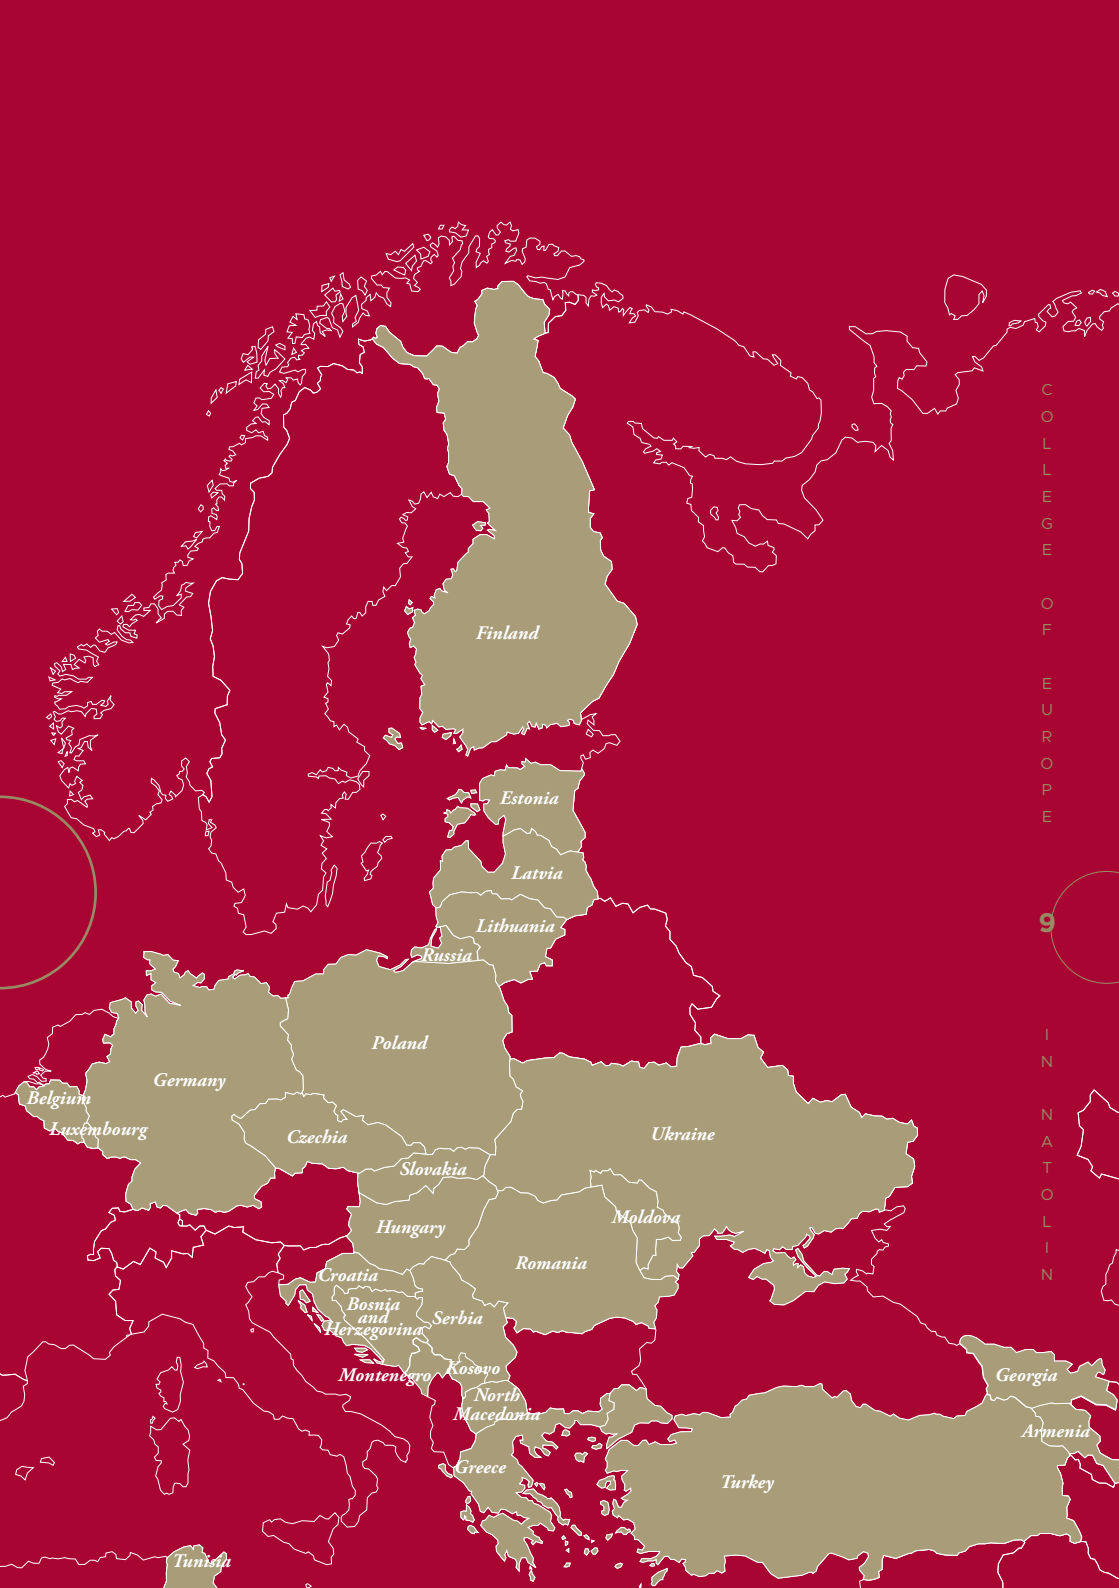 Finland
Estonia
Latvia
Lithuania
Russia
Poland
Germany
Belgium
Luxembourg
Czechia
Ukraine
Slovakia
Moldova
Hungary
Romania
Croatia
Bosnia
and
Herzegovina
Serbia
Kosovo
Montenegro
North
Macedonia
Georgia
Armenia
Greece
Turkey
Tunisia
COLLEGE OF EUROPE
9
IN NATOLIN